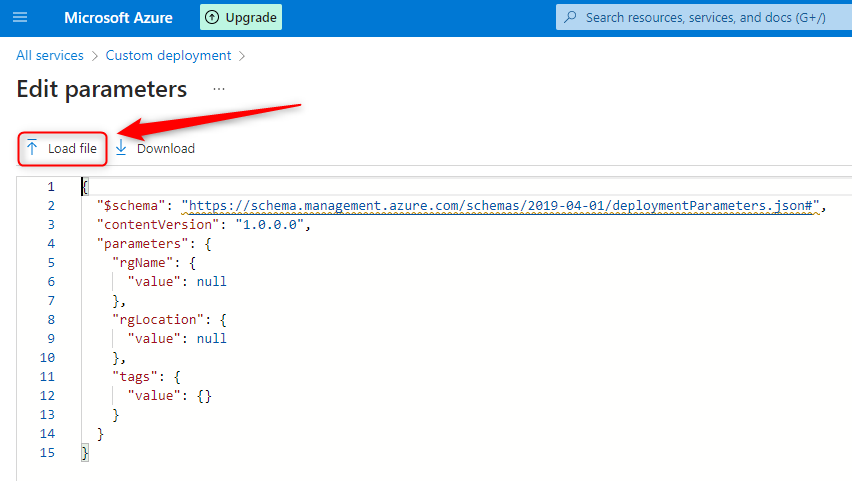 Microsoft Azure Upgrade Search resources, services, and docs (G+/)
All services > Custom deployment >
Edit parameters ...
Load file Download
1 {
2 "$schema": "https://schema.management.azure.com/schemas/2019-04-01/deploymentParameters.json#",
3 "contentVersion": "1.0.0.0",
4 "parameters": {
5 "rgName": {
6 "value": null
7 },
8 "rgLocation": {
9 "value": null
10 },
11 "tags": {
12 "value": {}
13 }
14 }
15 }